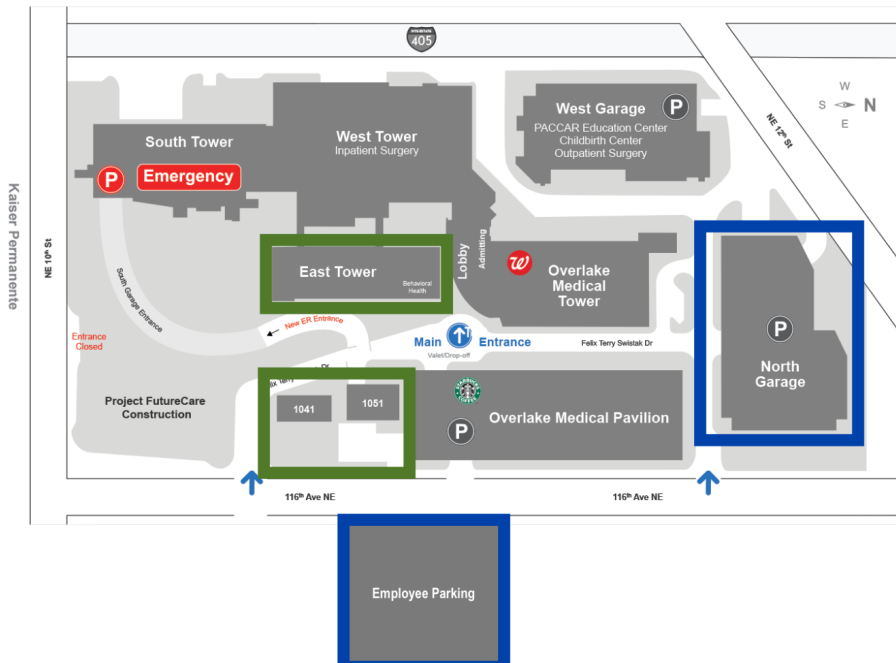 INTERSTATE
405
W
S N
E
NE 12th St
West Garage
P
PACCAR Education Center
Childbirth Center
Outpatient Surgery
South Tower
West Tower
Inpatient Surgery
P
Emergency
Kaiser Permanente
NE 10th St
South Garage Entrance
East Tower
Behavioral
Health
Lobby
Admitting
W
Overlake
Medical
Tower
P
North
Garage
New ER Entrance
Entrance
Closed
Main Entrance
Valet/Drop-off
Felix Terry Swistak Dr
Project FutureCare
Construction
1041
1051
STARBUCKS
COFFEE
Overlake Medical Pavilion
P
116th Ave NE
116th Ave NE
Employee Parking